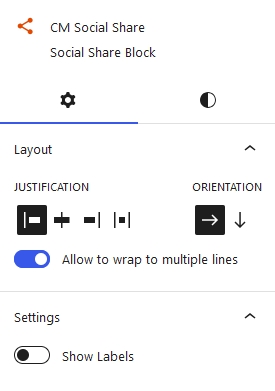 CM Social Share
Social Share Block
Layout
JUSTIFICATION ORIENTATION
Allow to wrap to multiple lines
Settings
Show Labels